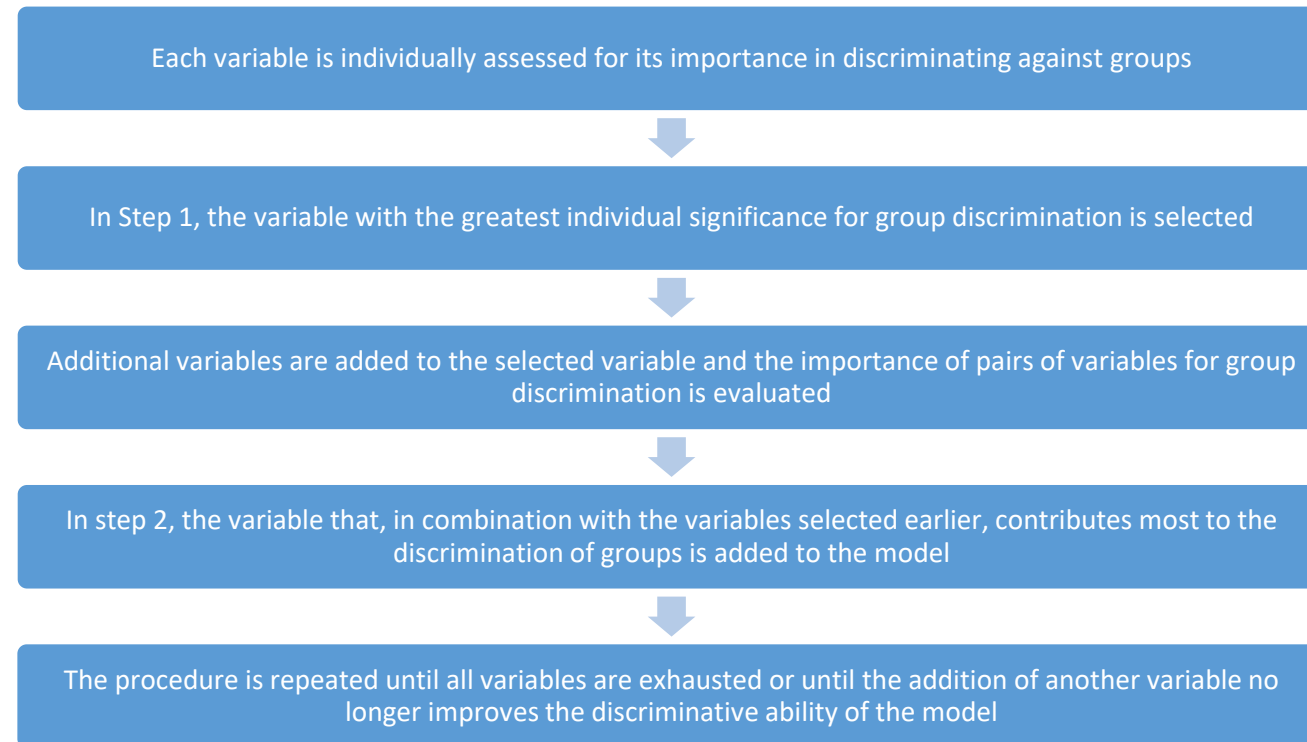 Each variable is individually assessed for its importance in discriminating against groups
In Step 1, the variable with the greatest individual significance for group discrimination is selected
Additional variables are added to the selected variable and the importance of pairs of variables for group
discrimination is evaluated
In step 2, the variable that, in combination with the variables selected earlier, contributes most to the
discrimination of groups is added to the model
The procedure is repeated until all variables are exhausted or until the addition of another variable no
longer improves the discriminative ability of the model